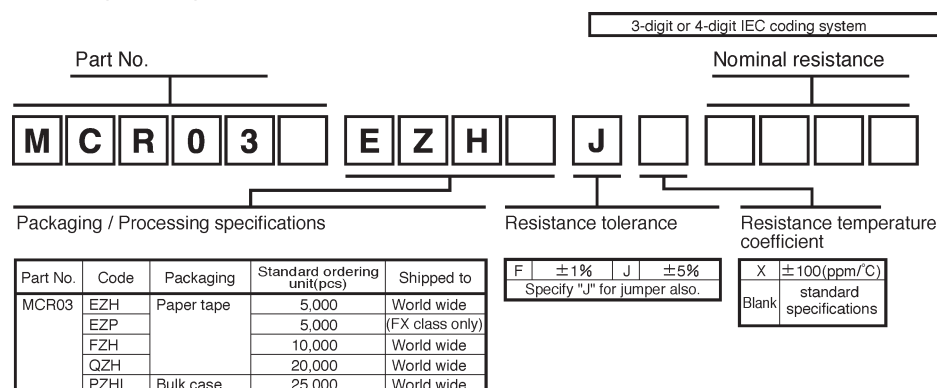 3-digit or 4-digit IEC coding system
Part No.
Nominal resistance
M C R 0 3 E Z H J
Packaging / Processing specifications
Resistance tolerance
Resistance temperature
coefficient
F ±1% J ±5%
Specify "J" for jumper also.
X ±100(ppm/°C)
Blank standard
specifications
Part No. Code Packaging Standard ordering
unit(pcs) Shipped to
MCR03 EZH Paper tape 5,000 World wide
EZP 5,000 (FX class only)
FZH 10,000 World wide
QZH 20,000 World wide
PZHI Bulk case 25,000 World wide